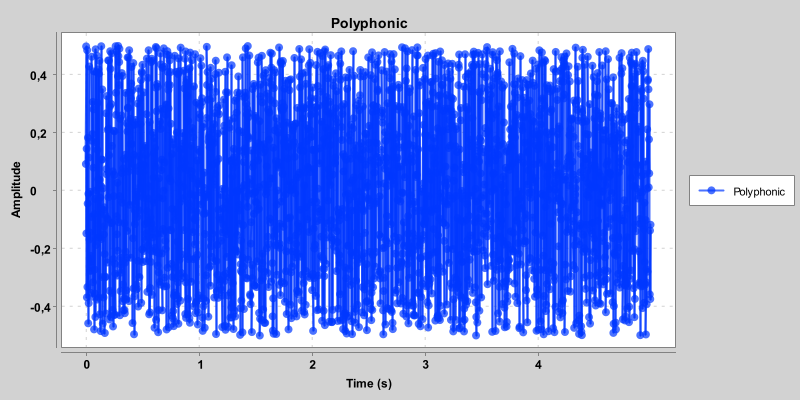 Polyphonic
0,4
0,2
0
-0,2
-0,4
Amplitude
0 1 2 3 4
Time (s)
Polyphonic